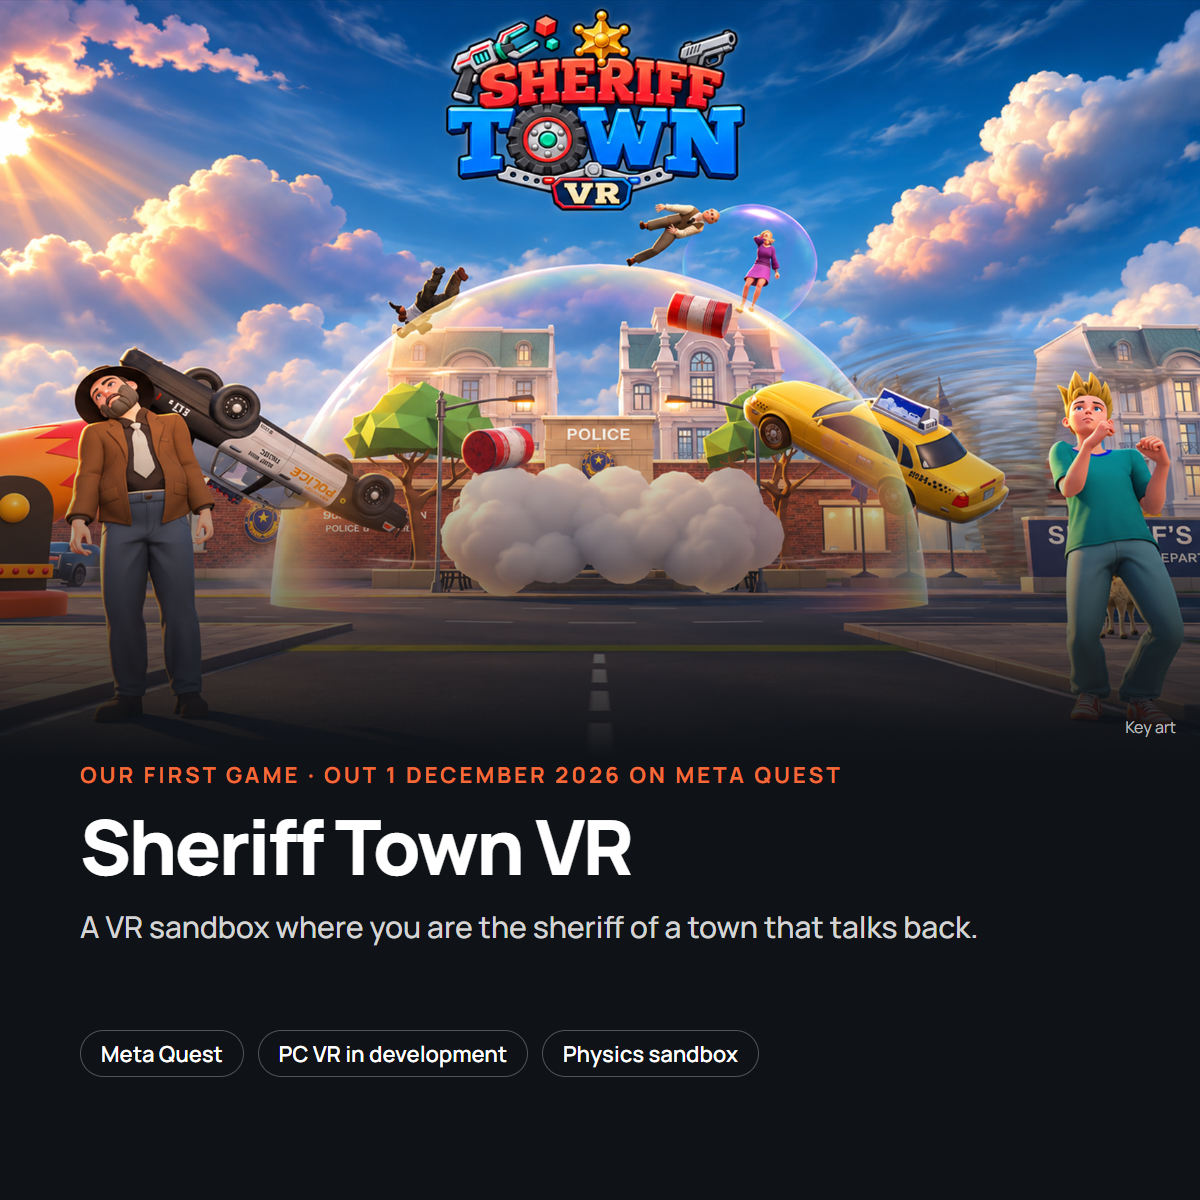 SHERIFF
TOWN
VR
POLICE
POLICE
Key art
OUR FIRST GAME · OUT 1 DECEMBER 2026 ON META QUEST
Sheriff Town VR
A VR sandbox where you are the sheriff of a town that talks back.
Meta Quest
PC VR in development
Physics sandbox